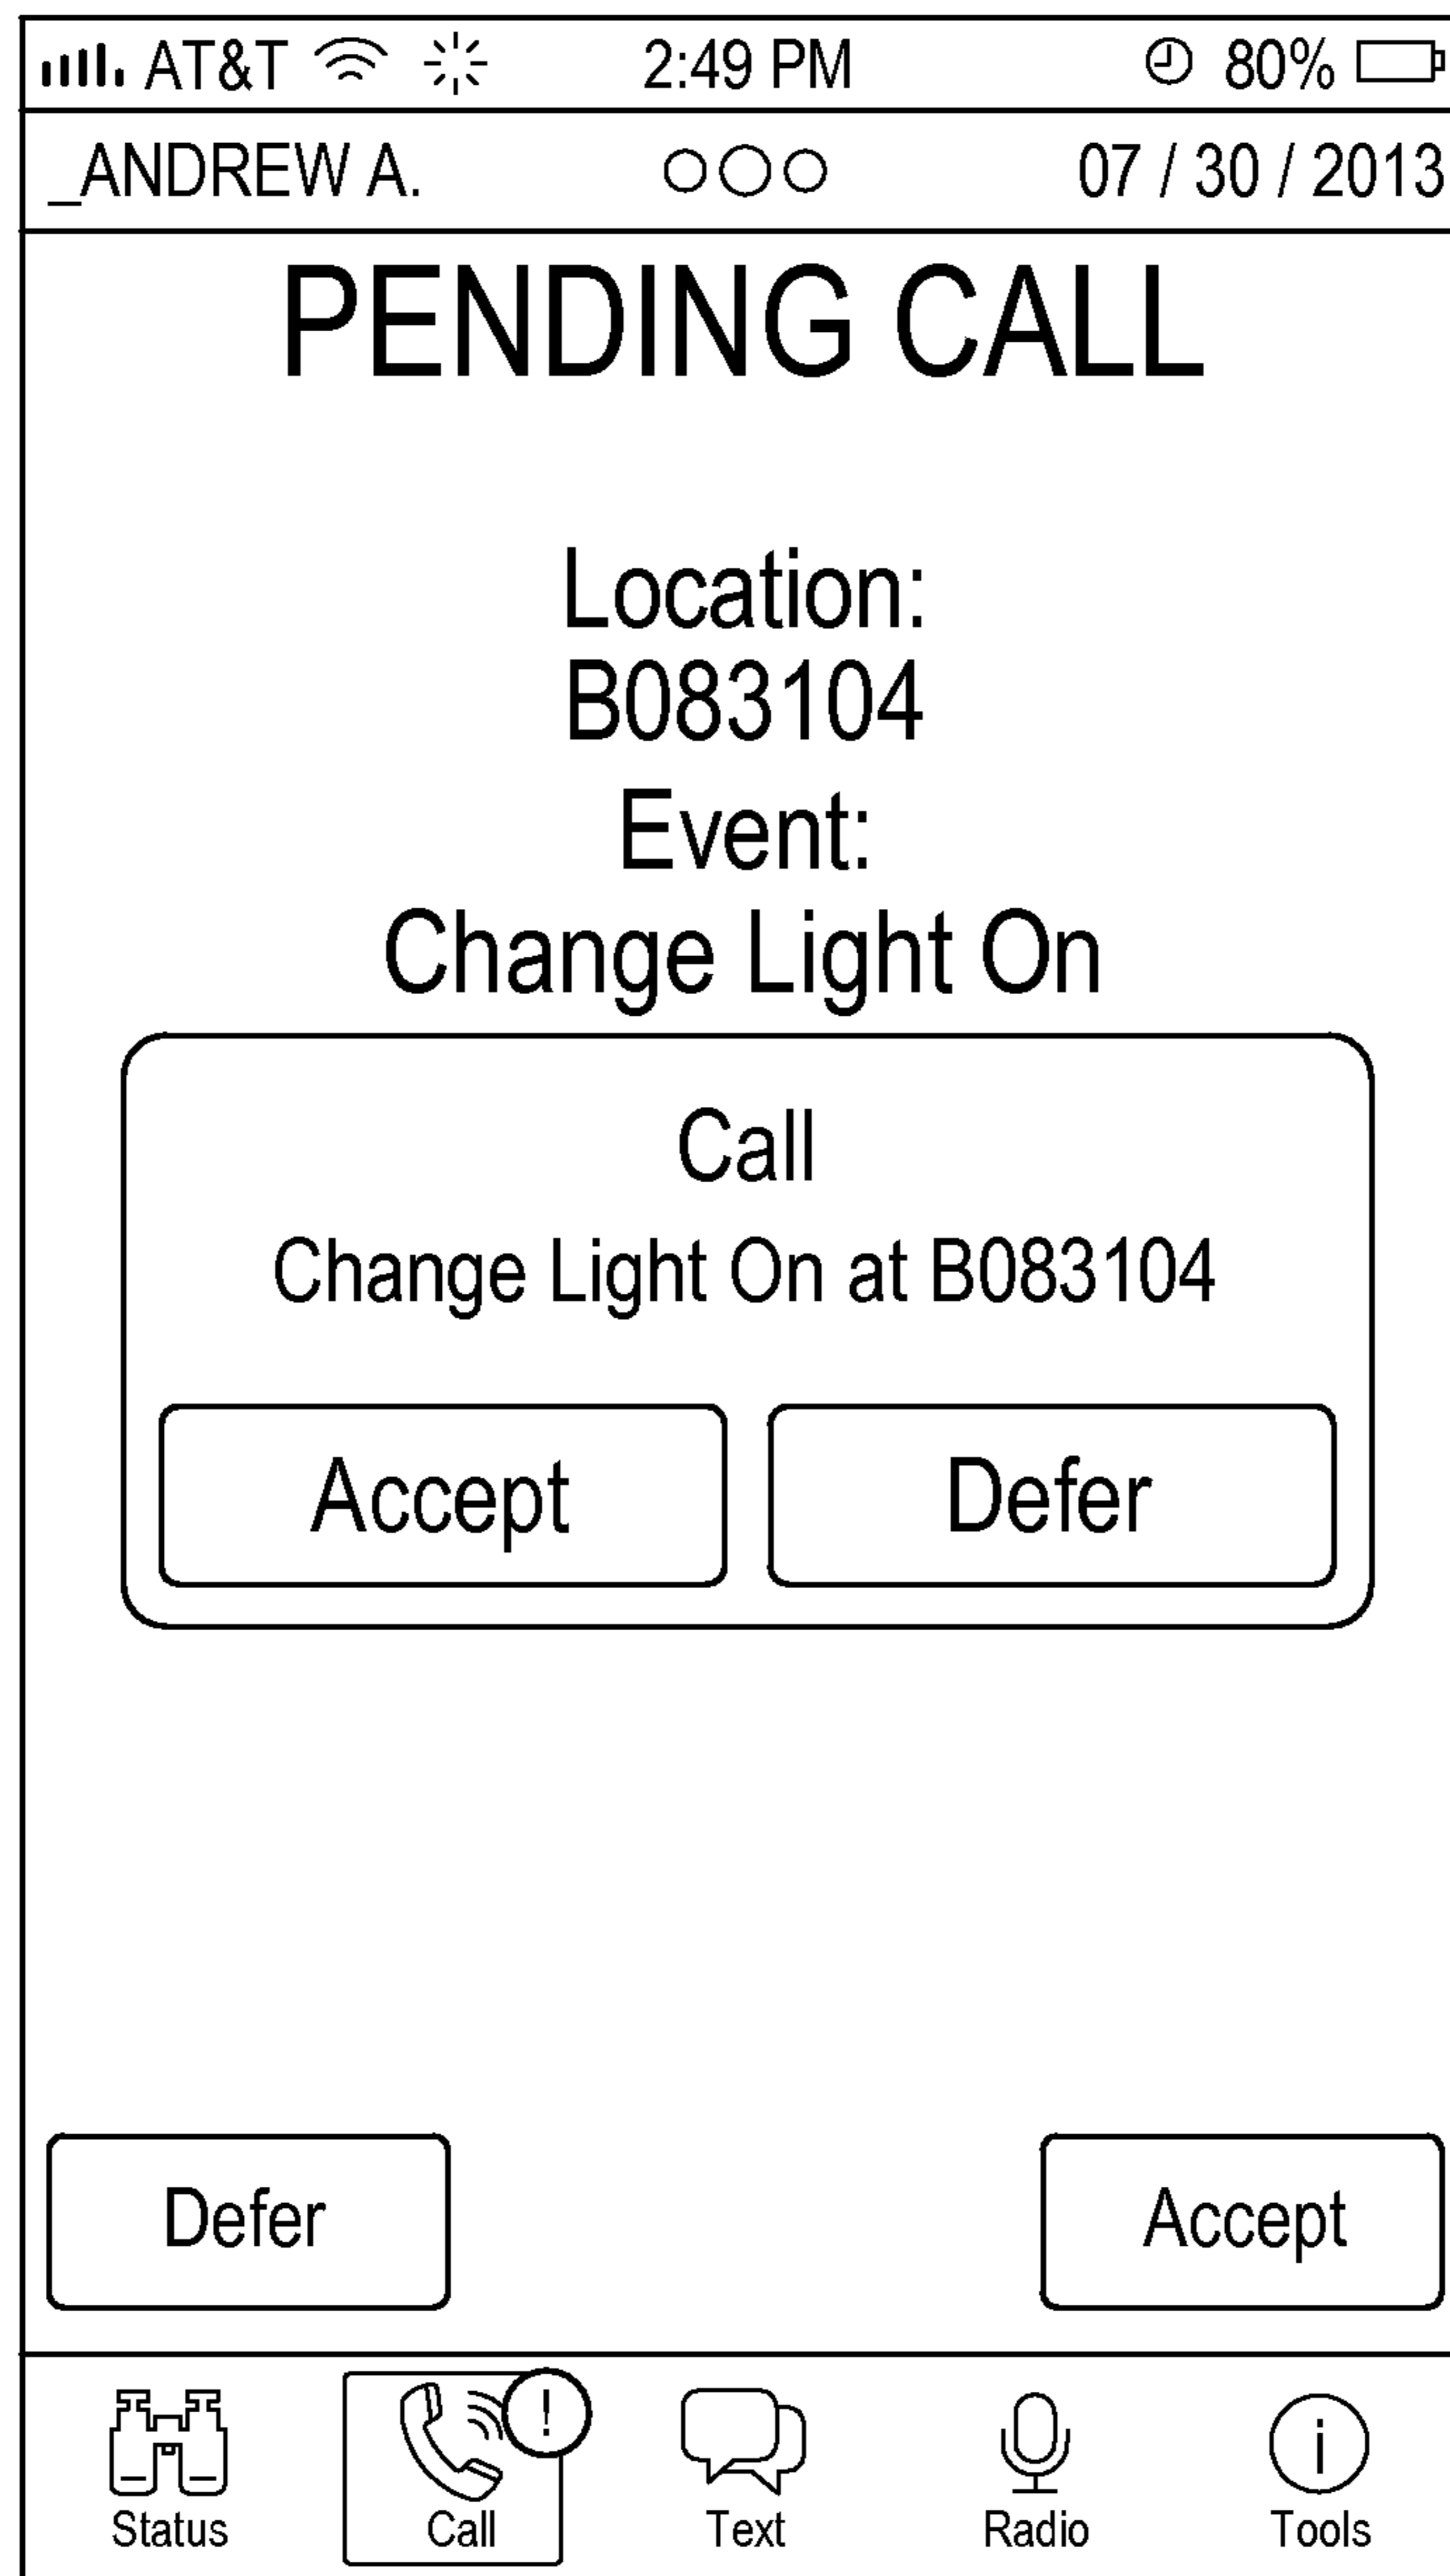 AT&T 2:49 PM 80%
_ANDREW A. 07 / 30 / 2013
PENDING CALL
Location:
B083104
Event:
Change Light On
Call
Change Light On at B083104
Accept Defer
Defer Accept
!
i
Status Call Text Radio Tools